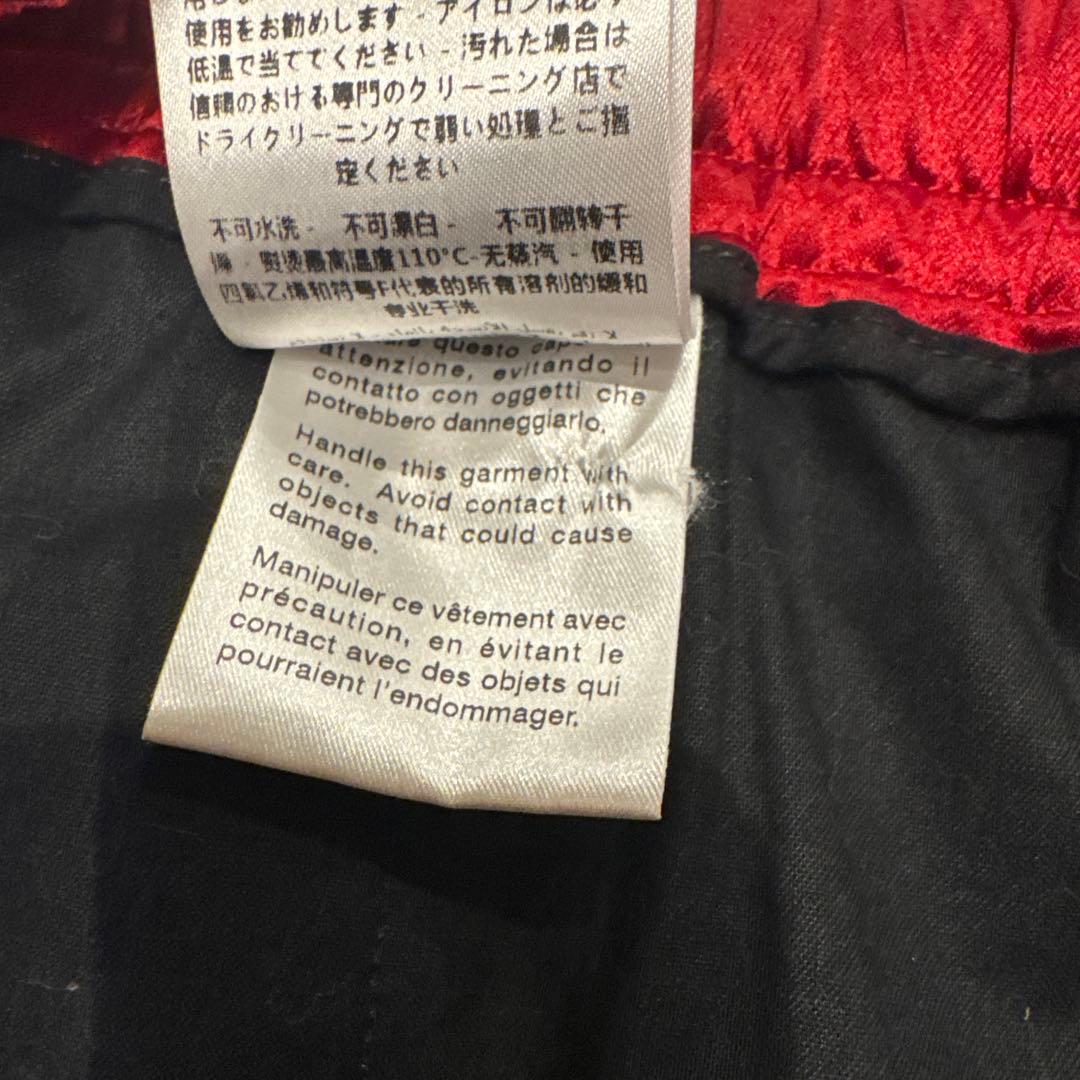 使用をお勧めします - アイロンは必ず
低温で当ててください - 汚れた場合は
信頼のおける専門のクリーニング店で
ドライクリーニングで弱い処理とご指
定ください
不可水洗 - 不可漂白 - 不可翻转干
燥 - 熨烫最高温度110°C-无蒸汽 - 使用
四氯乙烯和符号F代表的所有溶剂的缓和
专业干洗
questo
attenzione, evitando il
contatto con oggetti che
potrebbero danneggiarlo.
Handle this garment with
care. Avoid contact with
objects that could cause
damage.
Manipuler ce vêtement avec
précaution, en évitant le
contact avec des objets qui
pourraient l'endommager.